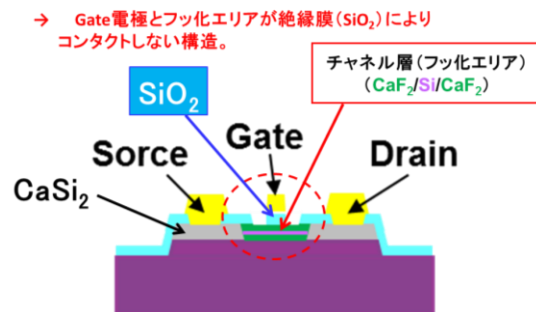 → Gate電極とフッ化エリアが絶縁膜(SiO₂)により
コンタクトしない構造。
チャネル層(フッ化エリア)
(CaF₂/Si/CaF₂)
SiO₂
Gate
Sorce
Drain
CaSi₂